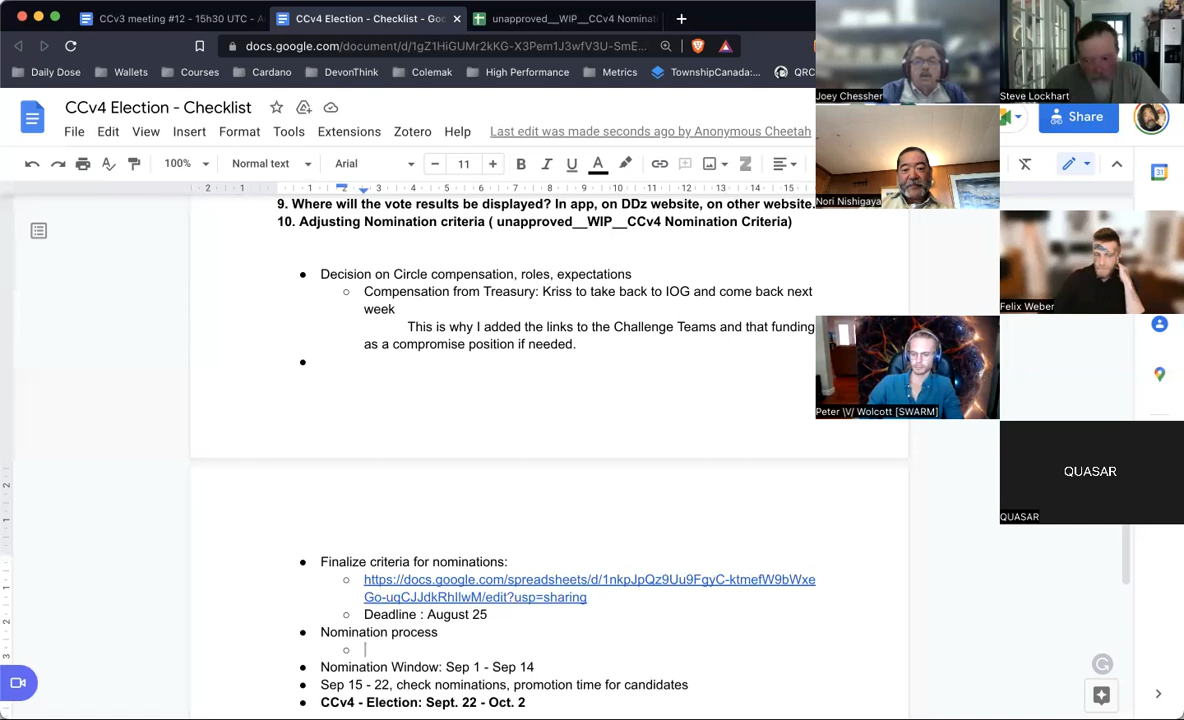 CCv3 meeting #12 - 15h30 UTC - A
CCv4 Election - Checklist - Goo
unapproved__WIP__CCv4 Nominat
docs.google.com/document/d/1gZ1HiGUMr2kKG-X3Pem1J3wfV3U-SmE...
Daily Dose
Wallets
Courses
Cardano
DevonThink
Colemak
High Performance
Metrics
TownshipCanada:...
QRC
CCv4 Election - Checklist
File Edit View Insert Format Tools Extensions Zotero Help
Last edit was made seconds ago by Anonymous Cheetah
Share
100% Normal text Arial 11
9. Where will the vote results be displayed? In app, on DDz website, on other website.
10. Adjusting Nomination criteria ( unapproved__WIP__CCv4 Nomination Criteria)
Decision on Circle compensation, roles, expectations
Compensation from Treasury: Kriss to take back to IOG and come back next
week
This is why I added the links to the Challenge Teams and that funding
as a compromise position if needed.
Finalize criteria for nominations:
https://docs.google.com/spreadsheets/d/1nkpJpQz9Uu9FgyC-ktmefW9bWxe
Go-uqCJJdkRhIlwM/edit?usp=sharing
Deadline : August 25
Nomination process
Nomination Window: Sep 1 - Sep 14
Sep 15 - 22, check nominations, promotion time for candidates
CCv4 - Election: Sept. 22 - Oct. 2
Joey Chessher
Steve Lockhart
Nori Nishigaya
Felix Weber
Peter \V/ Wolcott [SWARM]
QUASAR
QUASAR